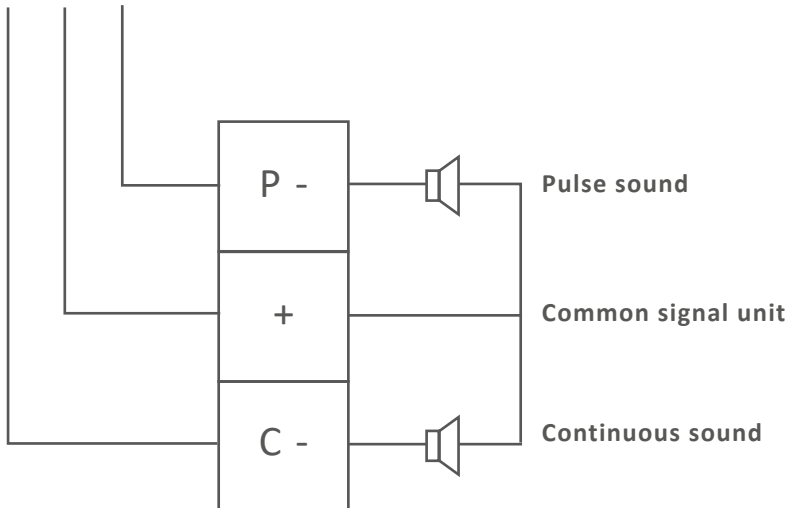 P - Pulse sound
+ Common signal unit
C - Continuous sound